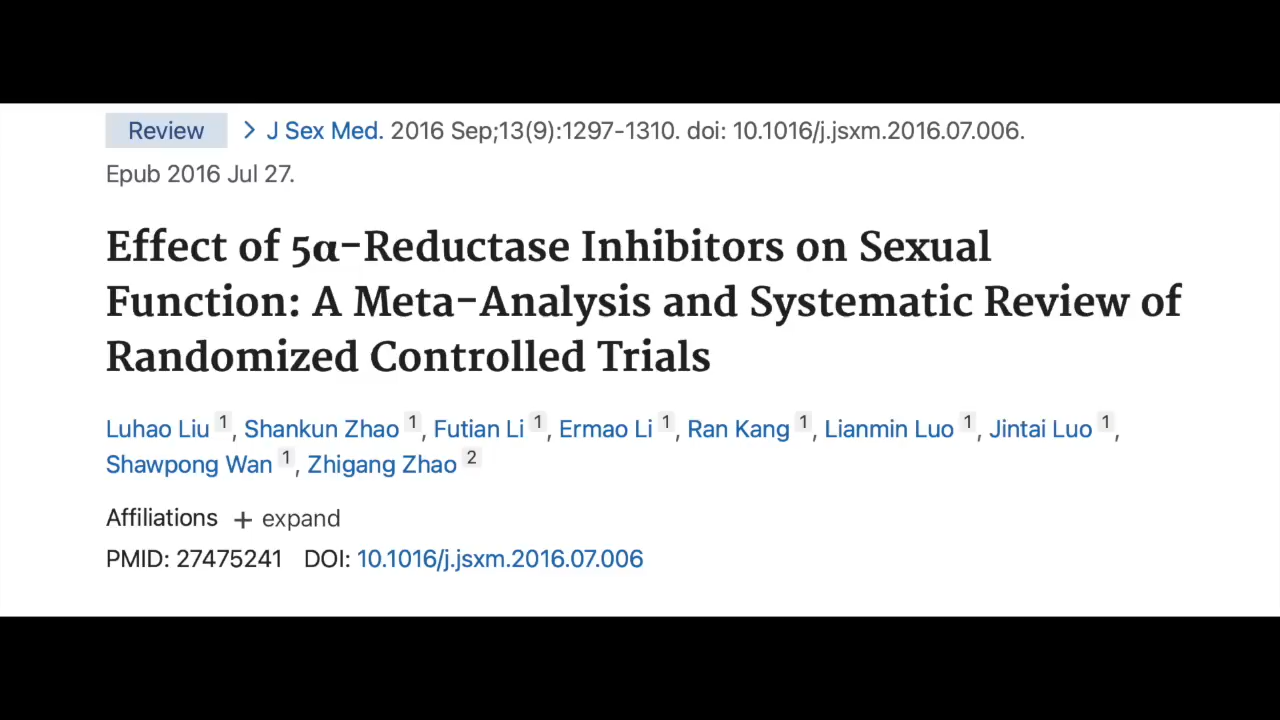 Review > J Sex Med. 2016 Sep;13(9):1297-1310. doi: 10.1016/j.jsxm.2016.07.006.
Epub 2016 Jul 27.
Effect of 5α-Reductase Inhibitors on Sexual
Function: A Meta-Analysis and Systematic Review of
Randomized Controlled Trials
Luhao Liu 1, Shankun Zhao 1, Futian Li 1, Ermao Li 1, Ran Kang 1, Lianmin Luo 1, Jintai Luo 1,
Shawpong Wan 1, Zhigang Zhao 2
Affiliations + expand
PMID: 27475241 DOI: 10.1016/j.jsxm.2016.07.006